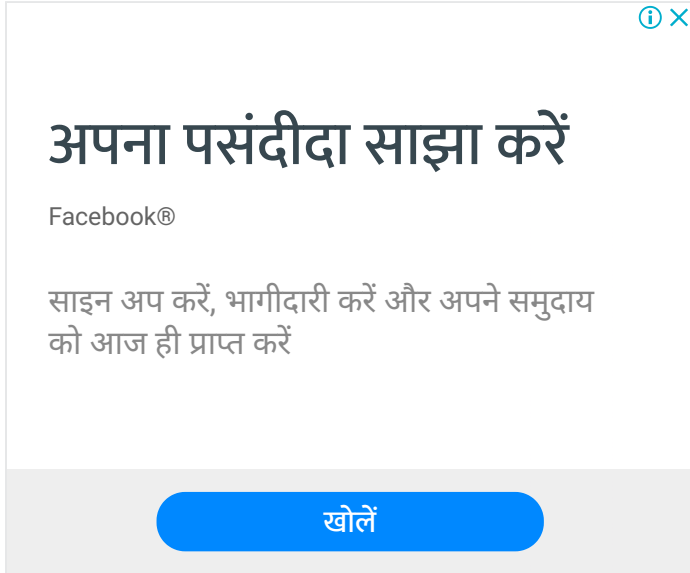 अपना पसंदीदा साझा करें
Facebook®
साइन अप करें, भागीदारी करें और अपने समुदाय
को आज ही प्राप्त करें
खोलें